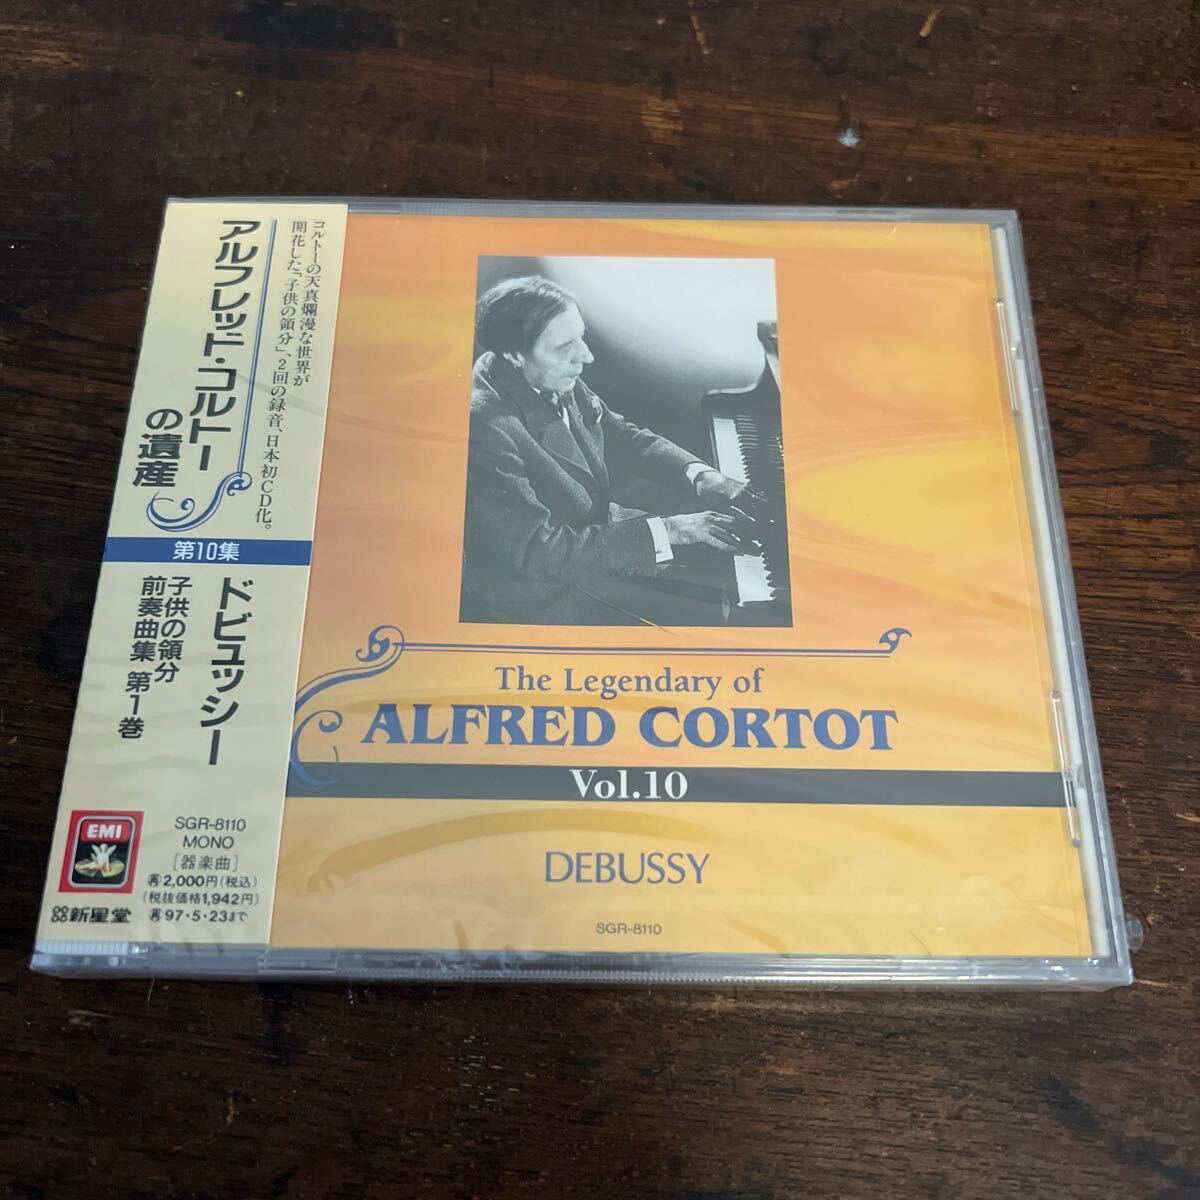 コルトーの天真爛漫な世界が
開花した「子供の領分」、2回の録音、日本初CD化。
アルフレッド・コルトー
の遺産
第10集
ドビュッシー
子供の領分
前奏曲集 第1巻
EMI
SGR-8110
MONO
[器楽曲]
再2,000円(税込)
(税抜価格1,942円)
再97・5・23まで
新星堂
The Legendary of
ALFRED CORTOT
Vol.10
DEBUSSY
SGR-8110